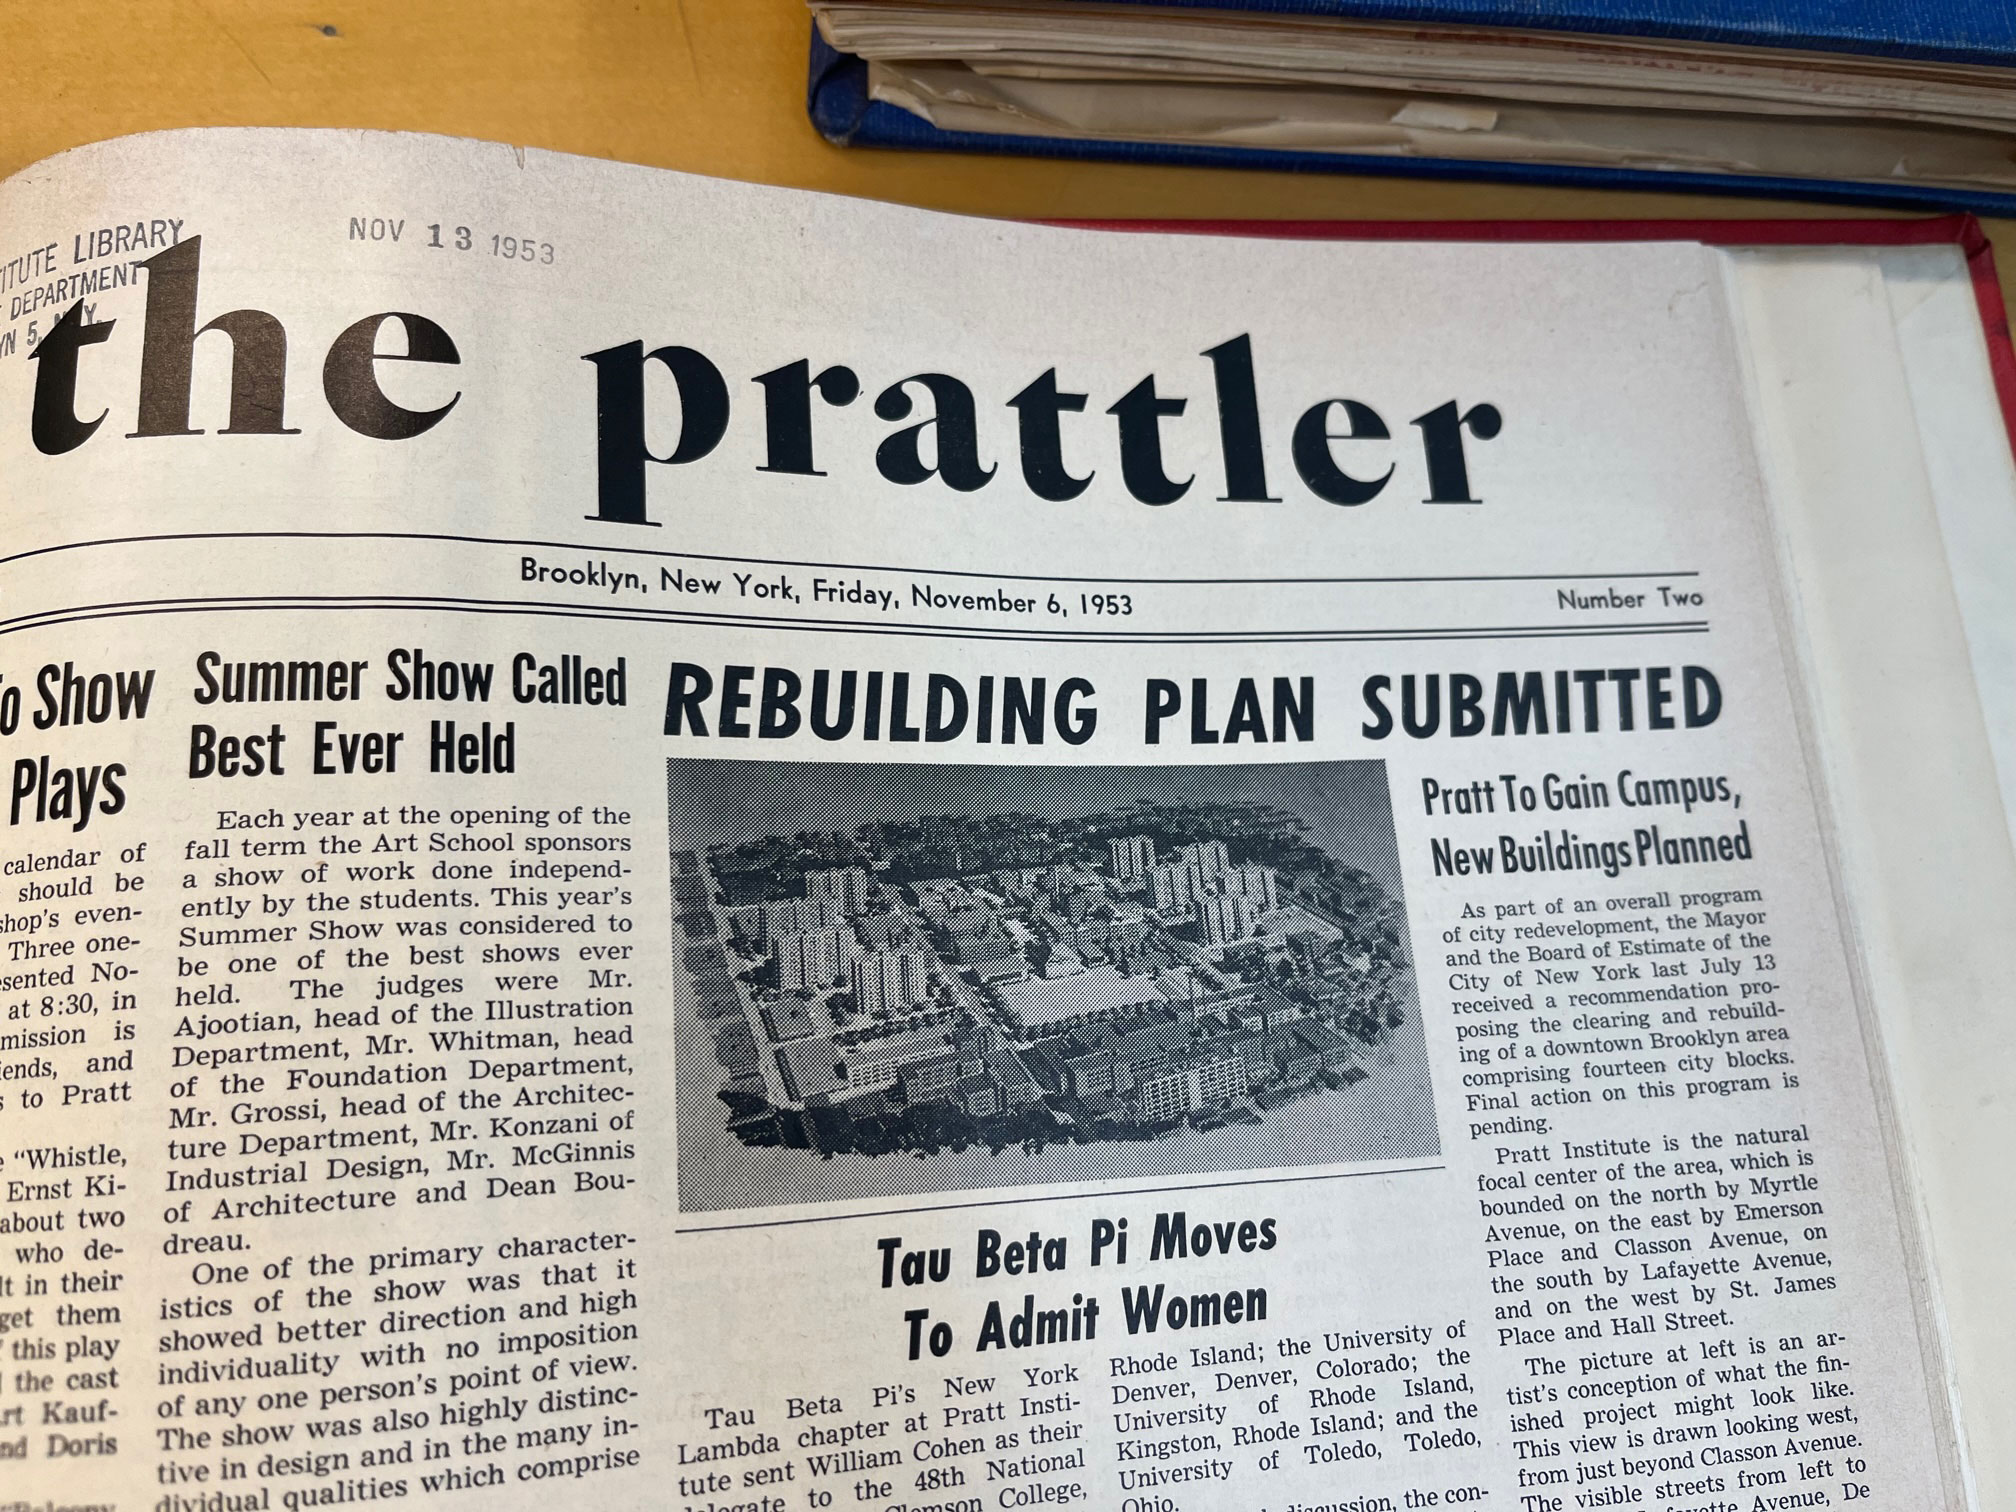 ITUTE LIBRARY
DEPARTMENT
YN 5, N.Y.
NOV 13 1953
the prattler
Brooklyn, New York, Friday, November 6, 1953
Number Two
o Show
Plays
calendar of
should be
shop's even-
Three one-
esented No-
at 8:30, in
mission is
iends, and
s to Pratt
"Whistle,
Ernst Ki-
about two
who de-
lt in their
get them
this play
the cast
rt Kauf-
nd Doris
Summer Show Called
Best Ever Held
Each year at the opening of the
fall term the Art School sponsors
a show of work done independ-
ently by the students. This year's
Summer Show was considered to
be one of the best shows ever
held. The judges were Mr.
Ajootian, head of the Illustration
Department, Mr. Whitman, head
of the Foundation Department,
Mr. Grossi, head of the Architec-
ture Department, Mr. Konzani of
Industrial Design, Mr. McGinnis
of Architecture and Dean Bou-
dreau.
One of the primary character-
istics of the show was that it
showed better direction and high
individuality with no imposition
of any one person's point of view.
The show was also highly distinc-
tive in design and in the many in-
dividual qualities which comprise
REBUILDING PLAN SUBMITTED
Tau Beta Pi Moves
To Admit Women
Tau Beta Pi's New York
Lambda chapter at Pratt Insti-
tute sent William Cohen as their
delegate to the 48th National
Clemson College,
Rhode Island; the University of
Denver, Denver, Colorado; the
University of Rhode Island,
Kingston, Rhode Island; and the
University of Toledo, Toledo,
Ohio.
discussion, the con-
Pratt To Gain Campus,
New Buildings Planned
As part of an overall program
of city redevelopment, the Mayor
and the Board of Estimate of the
City of New York last July 13
received a recommendation pro-
posing the clearing and rebuild-
ing of a downtown Brooklyn area
comprising fourteen city blocks.
Final action on this program is
pending.
Pratt Institute is the natural
focal center of the area, which is
bounded on the north by Myrtle
Avenue, on the east by Emerson
Place and Classon Avenue, on
the south by Lafayette Avenue,
and on the west by St. James
Place and Hall Street.
The picture at left is an ar-
tist's conception of what the fin-
ished project might look like.
This view is drawn looking west,
from just beyond Classon Avenue.
The visible streets from left to
Avenue, De